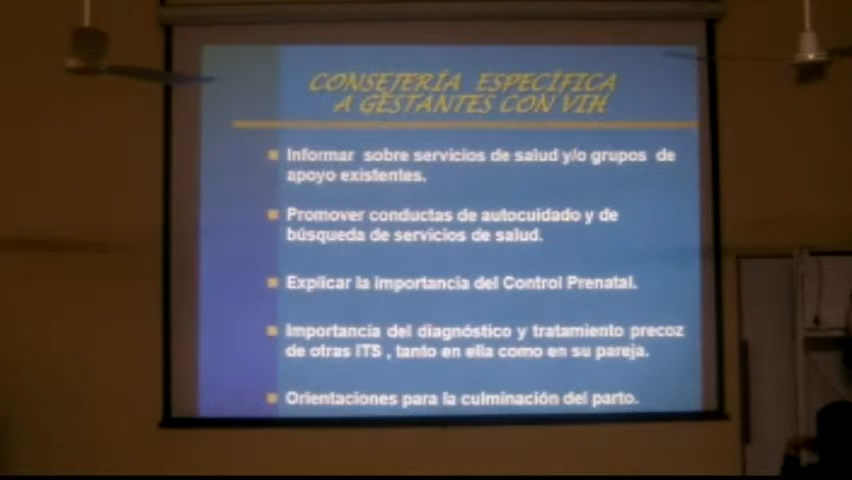 CONSEJERÍA ESPECÍFICA
A GESTANTES CON VIH
Informar sobre servicios de salud y/o grupos de
apoyo existentes.
Promover conductas de autocuidado y de
búsqueda de servicios de salud.
Explicar la importancia del Control Prenatal.
Importancia del diagnóstico y tratamiento precoz
de otras ITS , tanto en ella como en su pareja.
Orientaciones para la culminación del parto.